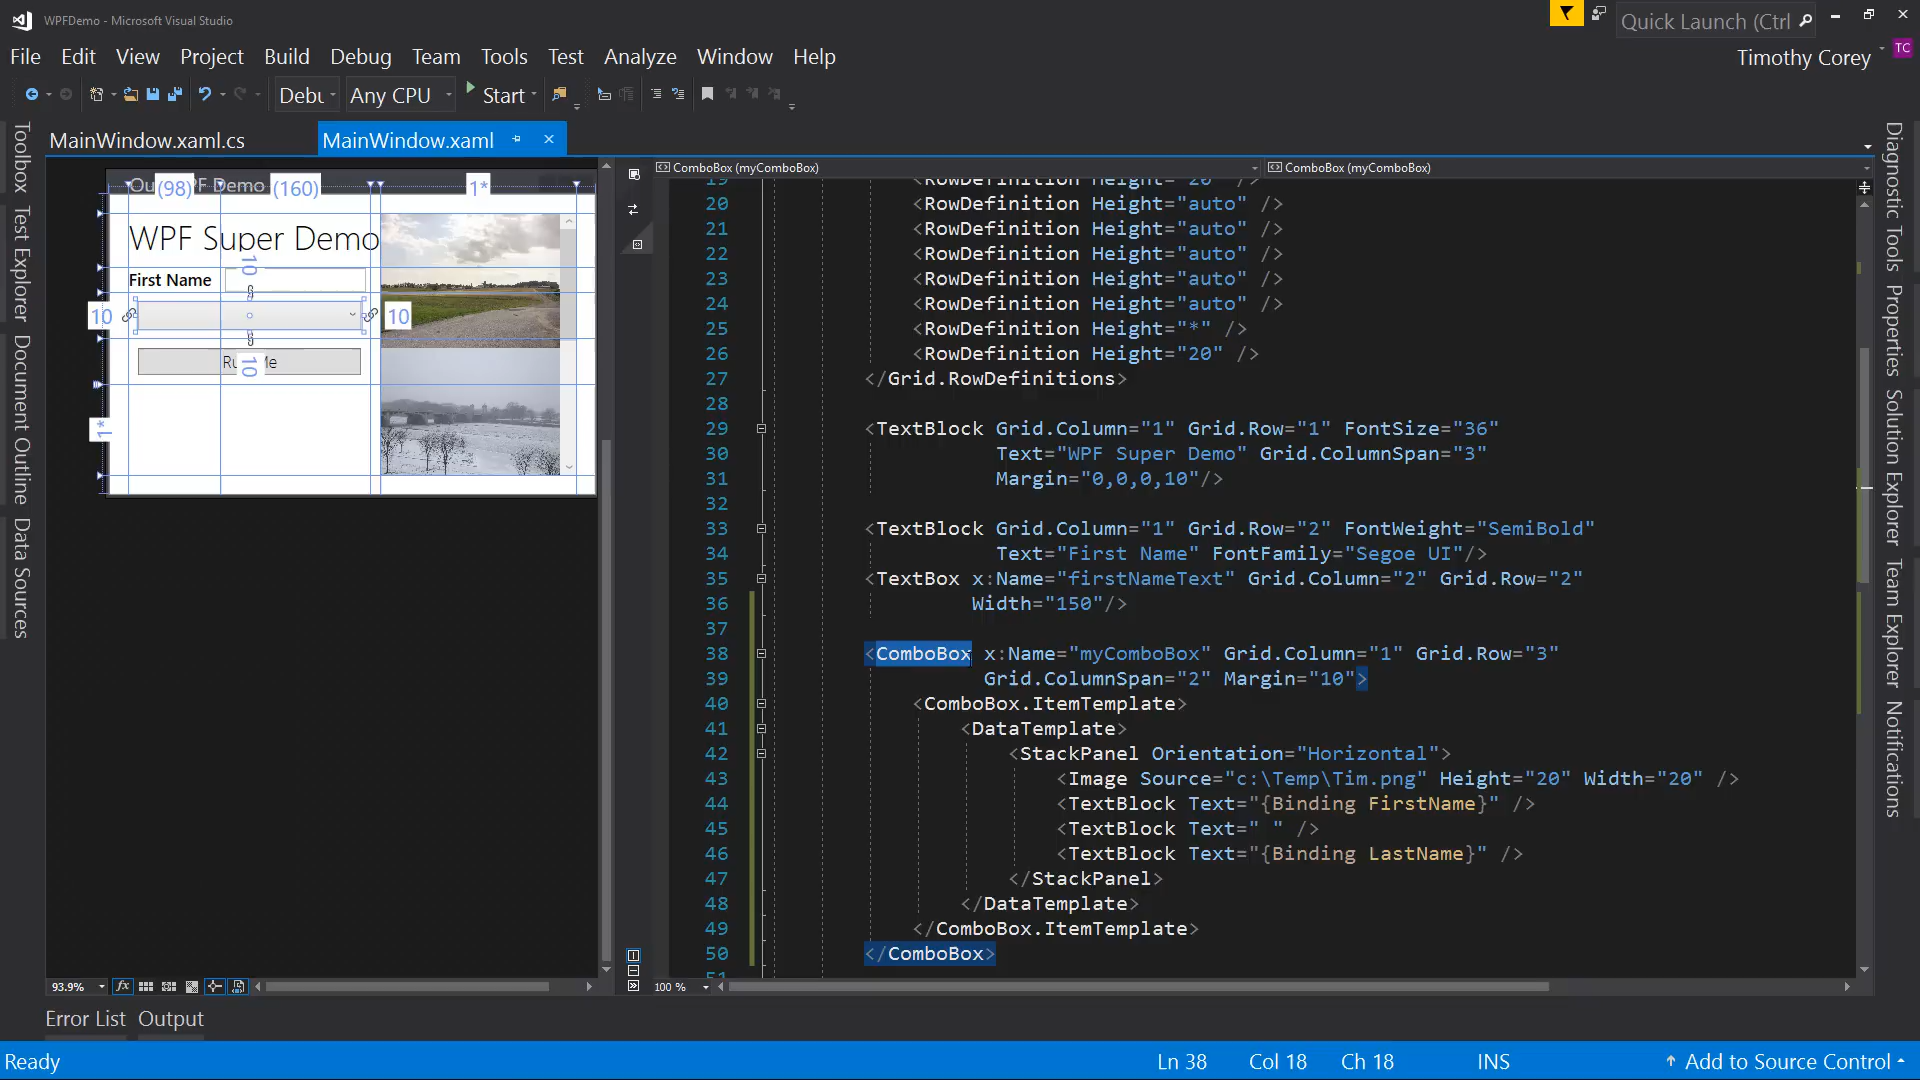 WPFDemo - Microsoft Visual Studio
Quick Launch (Ctrl
File Edit View Project Build Debug Team Tools Test Analyze Window Help
Timothy Corey TC
Debu Any CPU Start
MainWindow.xaml.cs MainWindow.xaml
ComboBox (myComboBox) ComboBox (myComboBox)
Toolbox
Test Explorer
Document Outline
Data Sources
(98) (160) 1*
WPF Super Demo
10
First Name
10 10
10
1*
20 <RowDefinition Height="auto" />
21 <RowDefinition Height="auto" />
22 <RowDefinition Height="auto" />
23 <RowDefinition Height="auto" />
24 <RowDefinition Height="auto" />
25 <RowDefinition Height="*" />
26 <RowDefinition Height="20" />
27 </Grid.RowDefinitions>
28
29 <TextBlock Grid.Column="1" Grid.Row="1" FontSize="36"
30 Text="WPF Super Demo" Grid.ColumnSpan="3"
31 Margin="0,0,0,10"/>
32
33 <TextBlock Grid.Column="1" Grid.Row="2" FontWeight="SemiBold"
34 Text="First Name" FontFamily="Segoe UI"/>
35 <TextBox x:Name="firstNameText" Grid.Column="2" Grid.Row="2"
36 Width="150"/>
37
38 <ComboBox x:Name="myComboBox" Grid.Column="1" Grid.Row="3"
39 Grid.ColumnSpan="2" Margin="10">
40 <ComboBox.ItemTemplate>
41 <DataTemplate>
42 <StackPanel Orientation="Horizontal">
43 <Image Source="c:\Temp\Tim.png" Height="20" Width="20" />
44 <TextBlock Text="{Binding FirstName}" />
45 <TextBlock Text=" " />
46 <TextBlock Text="{Binding LastName}" />
47 </StackPanel>
48 </DataTemplate>
49 </ComboBox.ItemTemplate>
50 </ComboBox>
Diagnostic Tools
Properties
Solution Explorer
Team Explorer
Notifications
93.9% fx
100 %
Error List Output
Ready Ln 38 Col 18 Ch 18 INS Add to Source Control